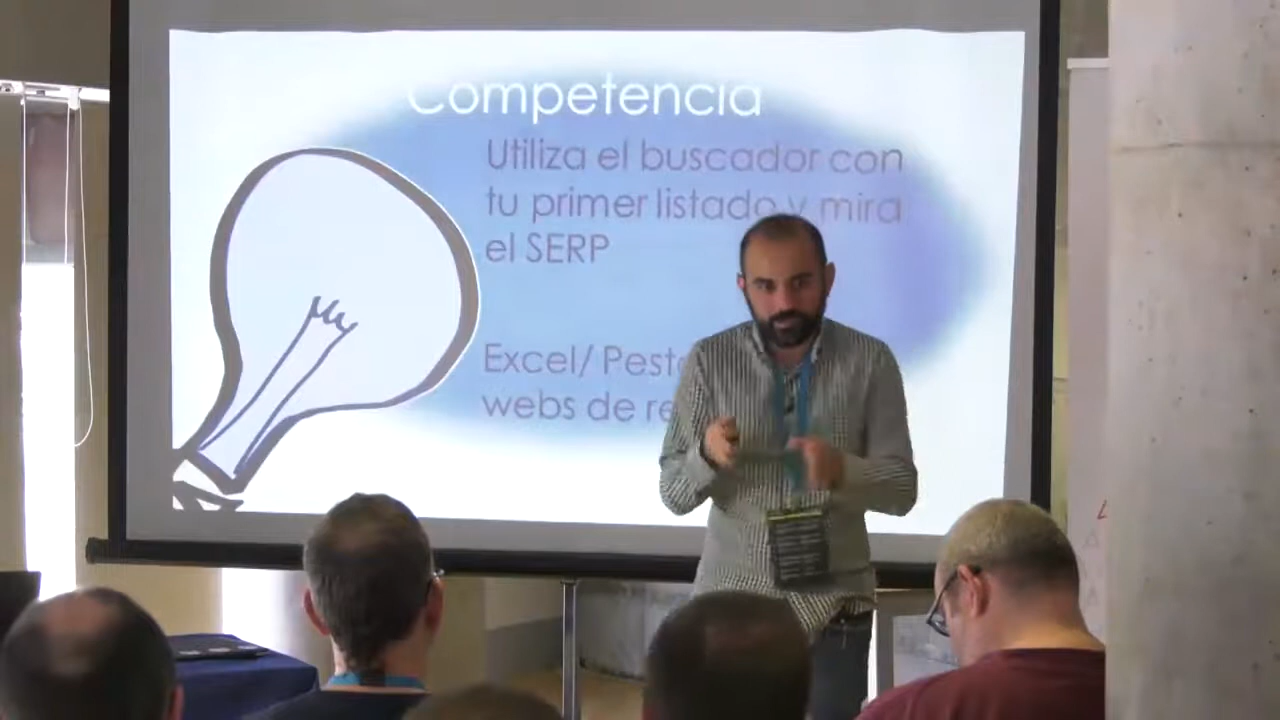 Competencia
Utiliza el buscador con
tu primer listado y mira
el SERP
Excel/
webs de